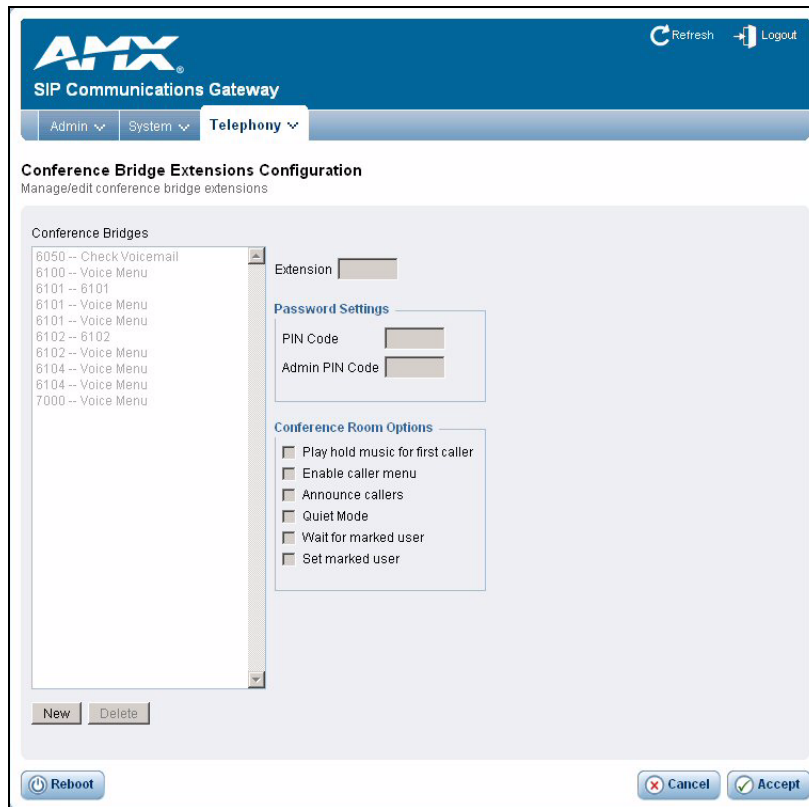 AMX
Refresh
Logout
SIP Communications Gateway
Admin
System
Telephony
Conference Bridge Extensions Configuration
Manage/edit conference bridge extensions
Conference Bridges
6050 -- Check Voicemail
6100 -- Voice Menu
6101 -- 6101
6101 -- Voice Menu
6101 -- Voice Menu
6102 -- 6102
6102 -- Voice Menu
6104 -- Voice Menu
6104 -- Voice Menu
7000 -- Voice Menu
Extension
Password Settings
PIN Code
Admin PIN Code
Conference Room Options
Play hold music for first caller
Enable caller menu
Announce callers
Quiet Mode
Wait for marked user
Set marked user
New
Delete
Reboot
Cancel
Accept